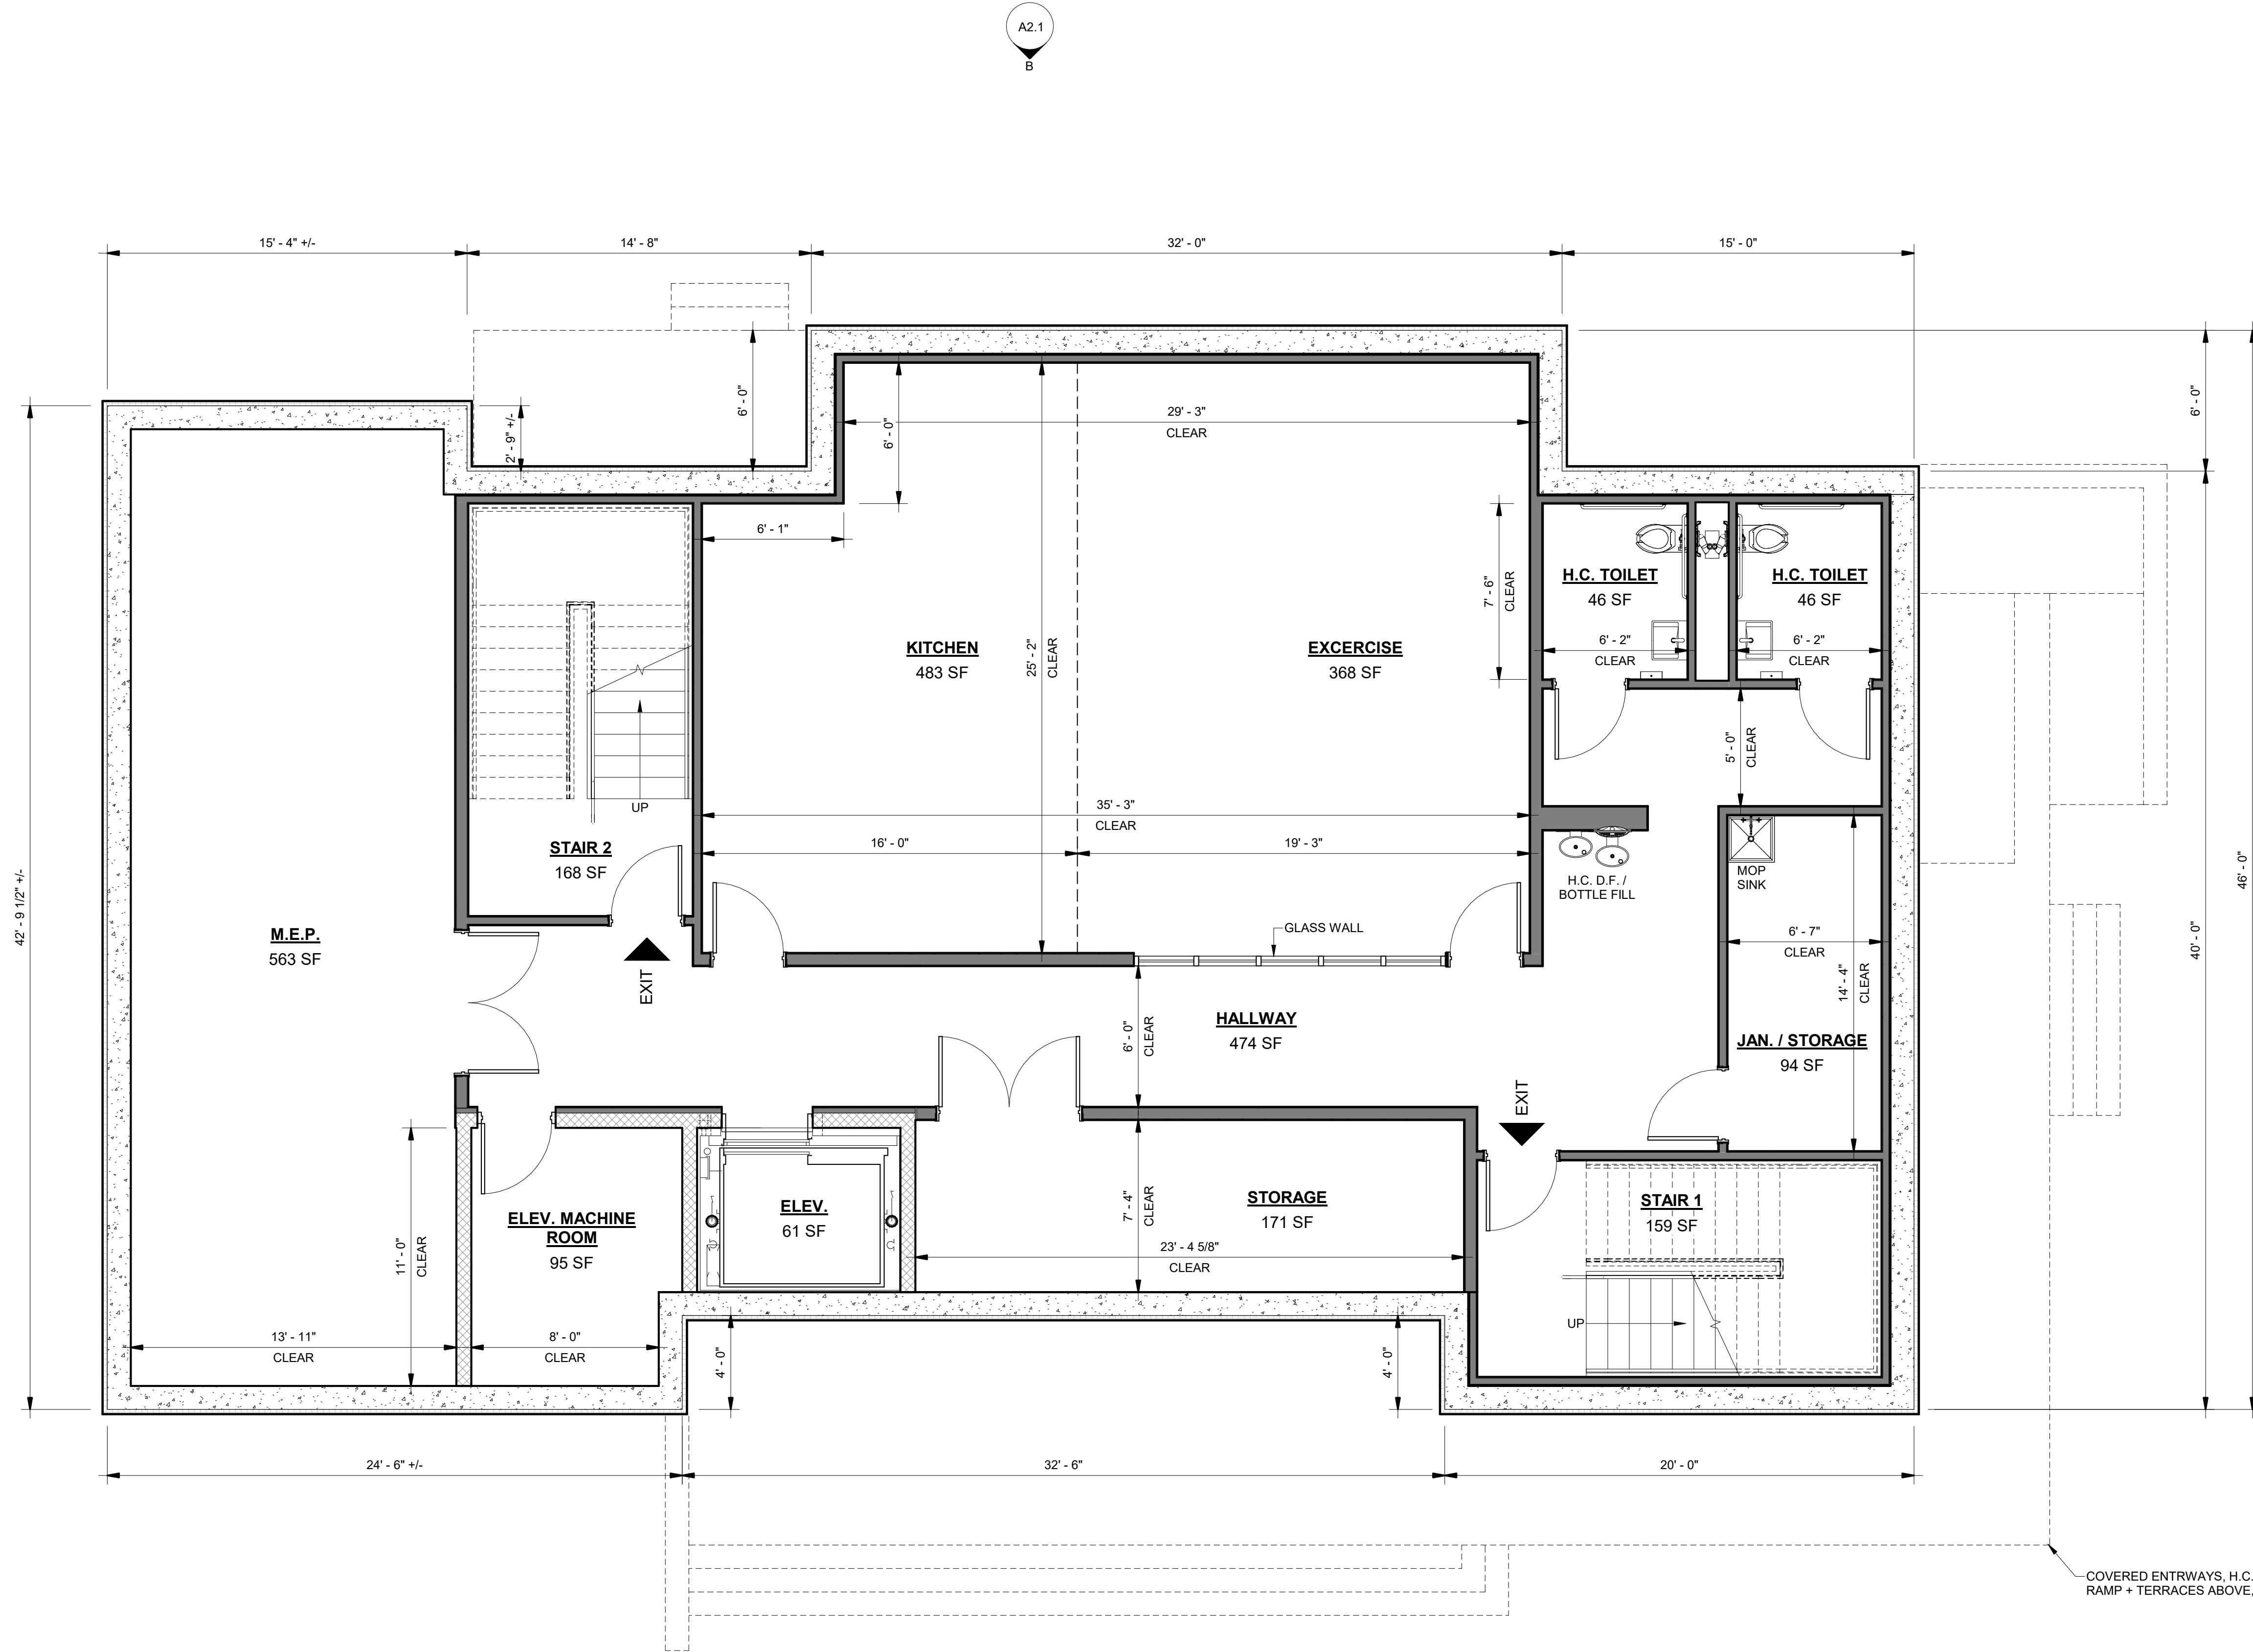 A2.1
B
15' - 4" +/-
14' - 8"
32' - 0"
15' - 0"
6' - 0"
2' - 9" +/-
6' - 0"
29' - 3"
CLEAR
6' - 0"
6' - 1"
25' - 2"
CLEAR
7' - 6"
CLEAR
H.C. TOILET
46 SF
6' - 2"
CLEAR
H.C. TOILET
46 SF
6' - 2"
CLEAR
KITCHEN
483 SF
EXCERCISE
368 SF
5' - 0"
CLEAR
UP
35' - 3"
CLEAR
16' - 0"
19' - 3"
STAIR 2
168 SF
H.C. D.F. /
BOTTLE FILL
MOP
SINK
46' - 0"
42' - 9 1/2" +/-
M.E.P.
563 SF
EXIT
GLASS WALL
6' - 7"
CLEAR
14' - 4"
CLEAR
40' - 0"
HALLWAY
474 SF
6' - 0"
CLEAR
JAN. / STORAGE
94 SF
EXIT
ELEV. MACHINE
ROOM
95 SF
11' - 0"
CLEAR
ELEV.
61 SF
7' - 4"
CLEAR
STORAGE
171 SF
23' - 4 5/8"
CLEAR
STAIR 1
159 SF
UP
13' - 11"
CLEAR
8' - 0"
CLEAR
4' - 0"
4' - 0"
24' - 6" +/-
32' - 6"
20' - 0"
COVERED ENTRWAYS, H.C.
RAMP + TERRACES ABOVE,